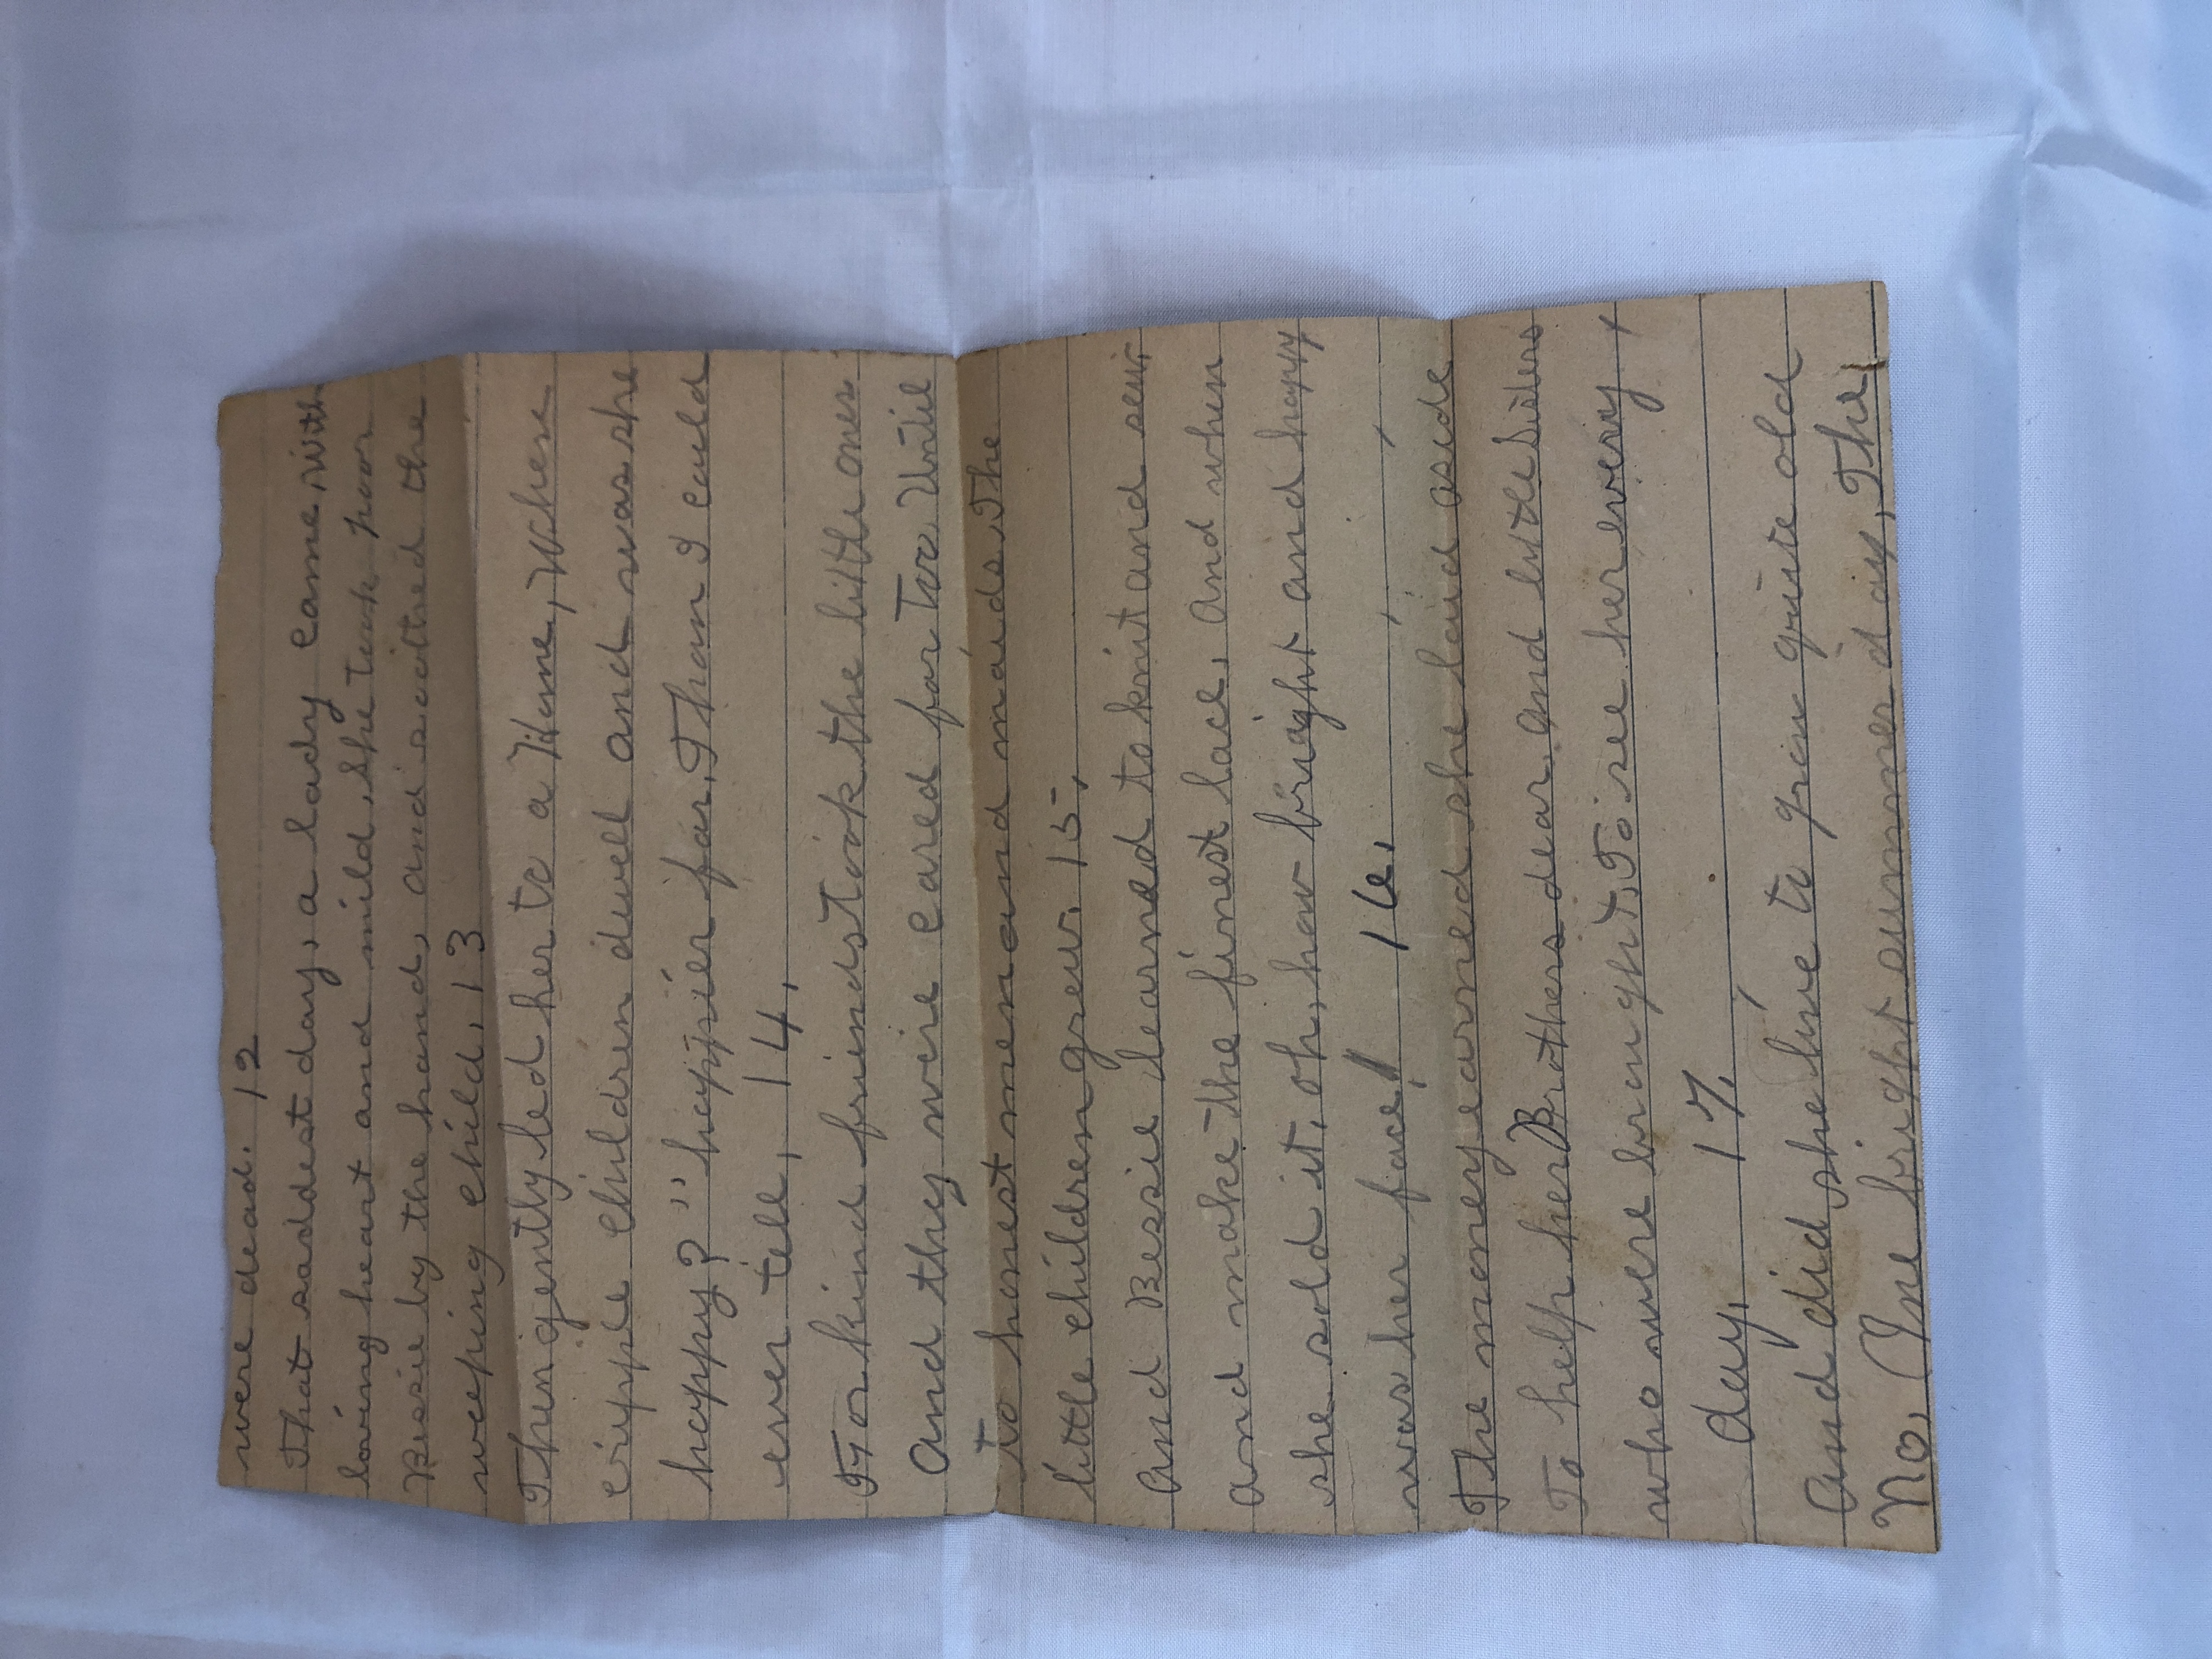 were dead. 12
That saddest day, a lady came, with
loving heart and mild, She took poor
Bessie by the hand, and soothed the
weeping child, 13
Then gently led her to a Home, Where
cripple children dwell and was she
happy? " happier far, Than I could
ever tell, 14,
For kind friends took the little ones
And they were cared for too, Until
to honest men and maids, The
little children grew. 15,
And Bessie learned to knit and sew,
and make the finest lace, and when
she sold it, oh, how bright and happy
was her face! 16,
The money earned she laid aside
To help her Brothers dear, and little Sisters
who were brought, To see her every,
day, 17,
And did she live to grow quite old
No, One bright summer day, The